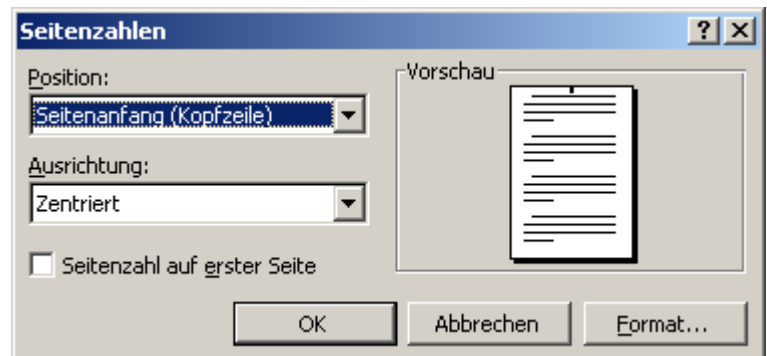 Seitenzahlen
Position:
Vorschau
Seitenanfang (Kopfzeile)
Ausrichtung:
Zentriert
Seitenzahl auf erster Seite
OK
Abbrechen
Format...